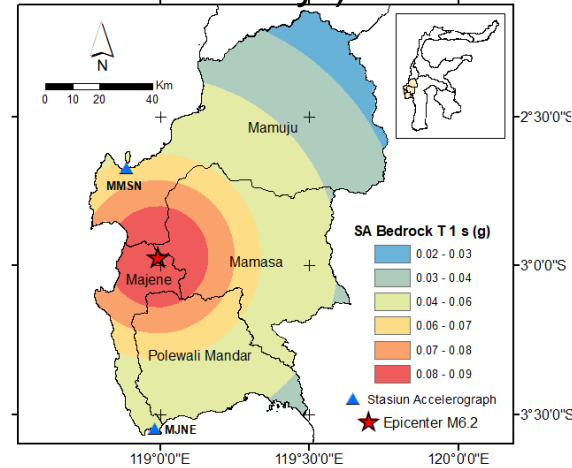 N
Km
0 10 20 40
2°30'0"S
Mamuju
MMSN
SA Bedrock T 1 s (g)
0.02 - 0.03
0.03 - 0.04
3°0'0"S
Mamasa
Majene
0.04 - 0.06
0.06 - 0.07
0.07 - 0.08
0.08 - 0.09
Polewali Mandar
Stasiun Accelerograph
Epicenter M6.2
MJNE
3°30'0"S
119°0'0"E 119°30'0"E 120°0'0"E